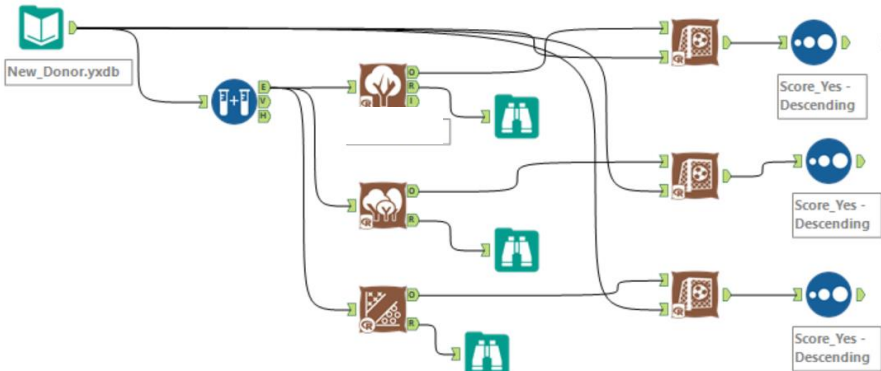 New_Donor.yxdb
E
V
H
O
R
I
O
R
O
R
Score_Yes -
Descending
Score_Yes -
Descending
Score_Yes -
Descending